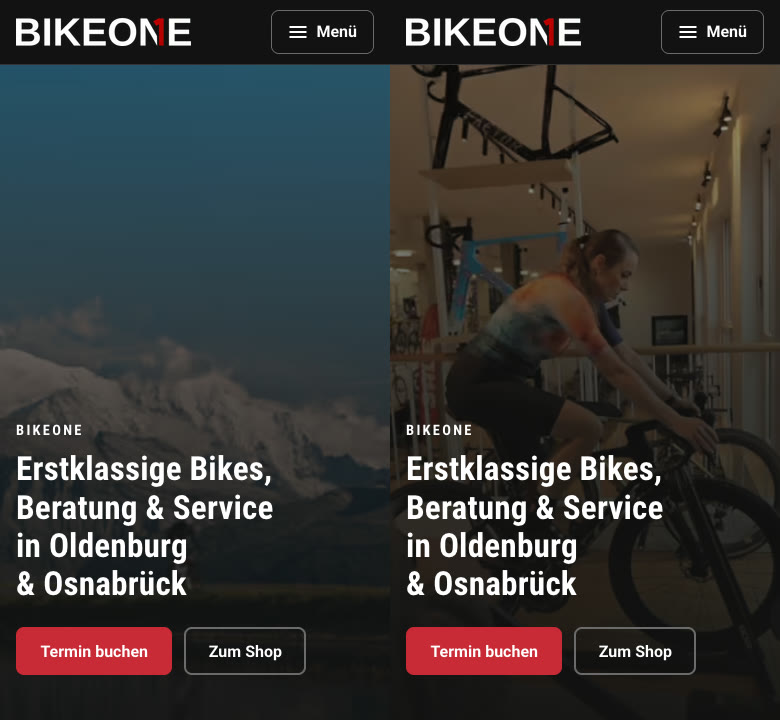 BIKEONE
Menü
BIKEONE
Erstklassige Bikes,
Beratung & Service
in Oldenburg
& Osnabrück
Termin buchen
Zum Shop
BIKEONE
Menü
FACTOR
BIKEONE
Erstklassige Bikes,
Beratung & Service
in Oldenburg
& Osnabrück
Termin buchen
Zum Shop